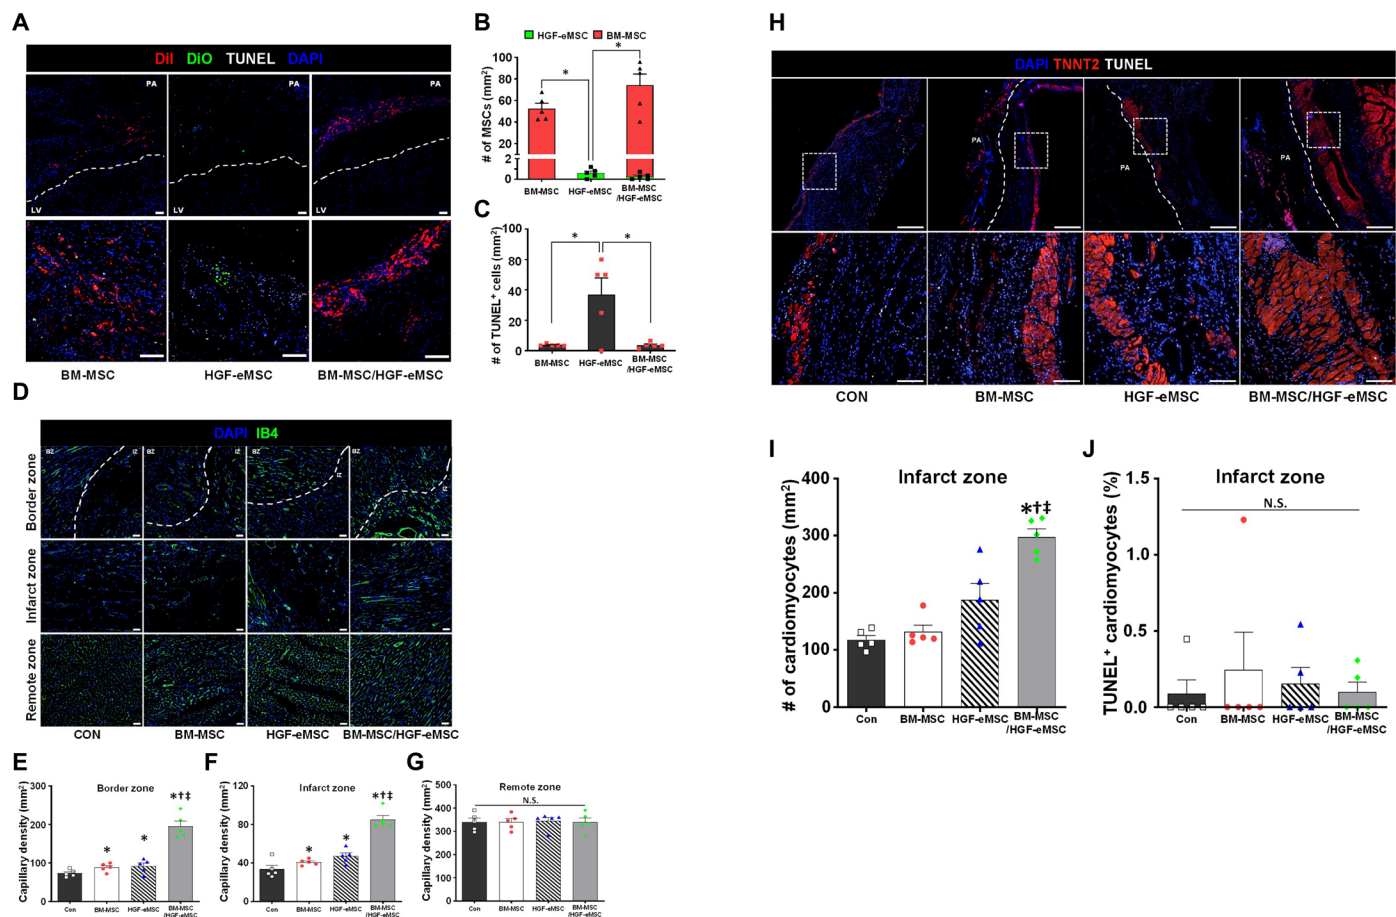 A
DiI DiO TUNEL DAPI
PA
PA
PA
LV
LV
LV
BM-MSC
HGF-eMSC
BM-MSC/HGF-eMSC
B
HGF-eMSC
BM-MSC
# of MSCs (mm2)
100
80
60
40
20
2
0
*
*
BM-MSC
HGF-eMSC
BM-MSC
/HGF-eMSC
C
# of TUNEL+ cells (mm2)
80
60
40
20
0
*
*
BM-MSC
HGF-eMSC
BM-MSC
/HGF-eMSC
D
DAPI IB4
Border zone
Infarct zone
Remote zone
BZ
IZ
BZ
IZ
BZ
IZ
BZ
IZ
CON
BM-MSC
HGF-eMSC
BM-MSC/HGF-eMSC
E
Border zone
Capillary density (mm2)
300
200
100
0
*
*
*†‡
Con
BM-MSC
HGF-eMSC
BM-MSC
/HGF-eMSC
F
Infarct zone
Capillary density (mm2)
120
80
40
0
*
*
*†‡
Con
BM-MSC
HGF-eMSC
BM-MSC
/HGF-eMSC
G
Remote zone
N.S.
Capillary density (mm2)
500
400
300
200
100
0
Con
BM-MSC
HGF-eMSC
BM-MSC
/HGF-eMSC
H
DAPI TNNT2 TUNEL
PA
PA
PA
CON
BM-MSC
HGF-eMSC
BM-MSC/HGF-eMSC
I
Infarct zone
# of cardiomyocytes (mm2)
400
300
200
100
0
*†‡
Con
BM-MSC
HGF-eMSC
BM-MSC
/HGF-eMSC
J
Infarct zone
N.S.
TUNEL+ cardiomyocytes (%)
1.5
1.0
0.5
0.0
Con
BM-MSC
HGF-eMSC
BM-MSC
/HGF-eMSC